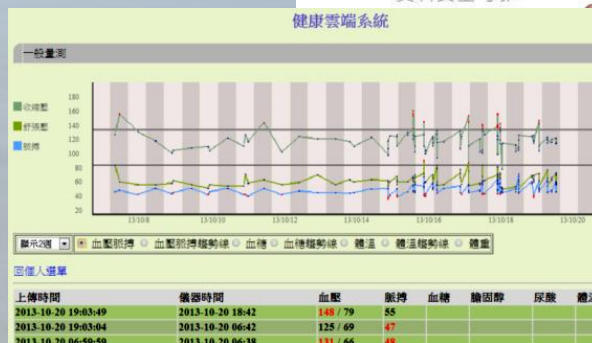 健康雲端系統
一般量測
180
160
140
120
100
80
60
40
20
收縮壓
舒張壓
脈搏
13/10/8
13/10/10
13/10/12
13/10/14
13/10/16
13/10/18
13/10/20
顯示2週 血壓脈搏 血壓脈搏趨勢線 血糖 血糖趨勢線 體溫 體溫趨勢線 體重
回個人選單
上傳時間 儀器時間 血壓 脈搏 血糖 膽固醇 尿酸 體溫
2013-10-20 19:03:49 2013-10-20 18:42 148 / 79 55
2013-10-20 19:03:04 2013-10-20 06:42 125 / 69 47
2013-10-20 06:59:59 2013-10-20 06:38 131 / 66 48